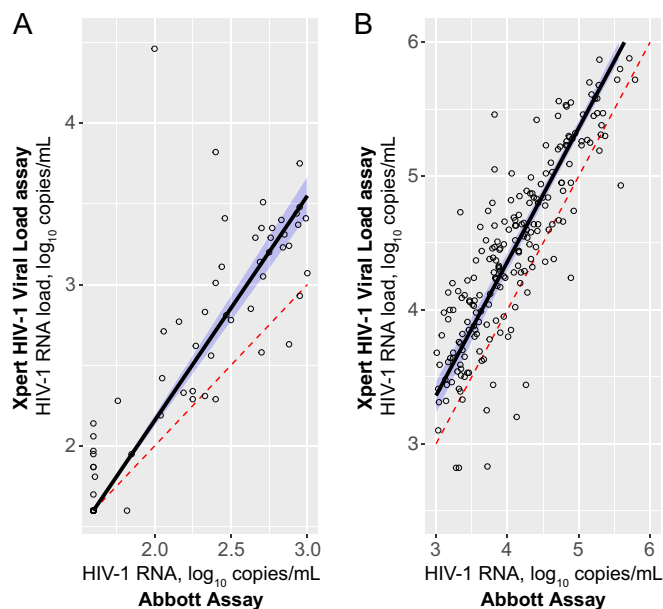 A
B
Xpert HIV-1 Viral Load assay
HIV-1 RNA load, log10 copies/mL
4
3
2
2.0 2.5 3.0
HIV-1 RNA, log10 copies/mL
Abbott Assay
Xpert HIV-1 Viral Load assay
HIV-1 RNA load, log10 copies/mL
6
5
4
3
3 4 5 6
HIV-1 RNA, log10 copies/mL
Abbott Assay